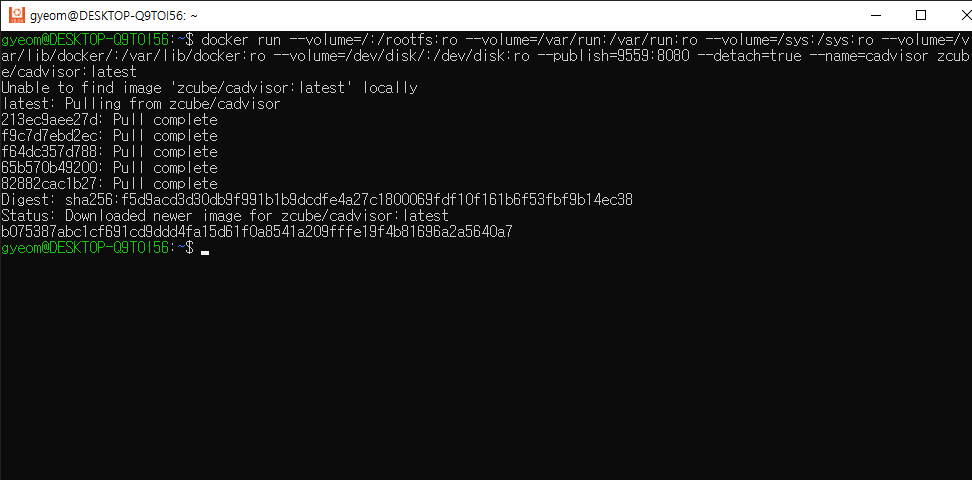 gyeom@DESKTOP-Q9TOI56: ~
gyeom@DESKTOP-Q9TOI56:~$ docker run --volume=/:/rootfs:ro --volume=/var/run:/var/run:ro --volume=/sys:/sys:ro --volume=/v
ar/lib/docker/:/var/lib/docker:ro --volume=/dev/disk/:/dev/disk:ro --publish=9559:8080 --detach=true --name=cadvisor zcub
e/cadvisor:latest
Unable to find image 'zcube/cadvisor:latest' locally
latest: Pulling from zcube/cadvisor
213ec9aee27d: Pull complete
f9c7d7ebd2ec: Pull complete
f64dc357d788: Pull complete
65b570b49200: Pull complete
82882cac1b27: Pull complete
Digest: sha256:f5d9acd3d30db9f991b1b9dcdfe4a27c1800069fdf10f161b6f53fbf9b14ec38
Status: Downloaded newer image for zcube/cadvisor:latest
b075387abc1cf691cd9ddd4fa15d61f0a8541a209fffe19f4b81696a2a5640a7
gyeom@DESKTOP-Q9TOI56:~$